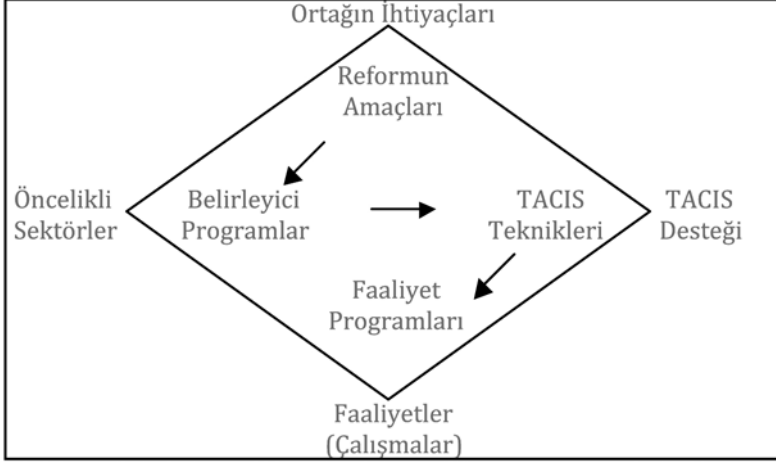 Ortağın İhtiyaçları
Reformun
Amaçları
Öncelikli
Sektörler
Belirleyici
Programlar
TACIS
Teknikleri
TACIS
Desteği
Faaliyet
Programları
Faaliyetler
(Çalışmalar)